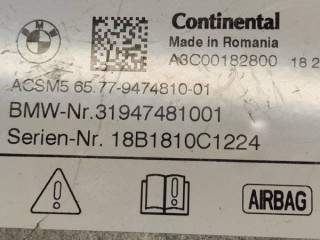 BMW
Continental
Made in Romania
A3C00182800 18 2
ACSM5 65.77-9474810-01
BMW-Nr.31947481001
Serien-Nr. 18B1810C1224
AIRBAG